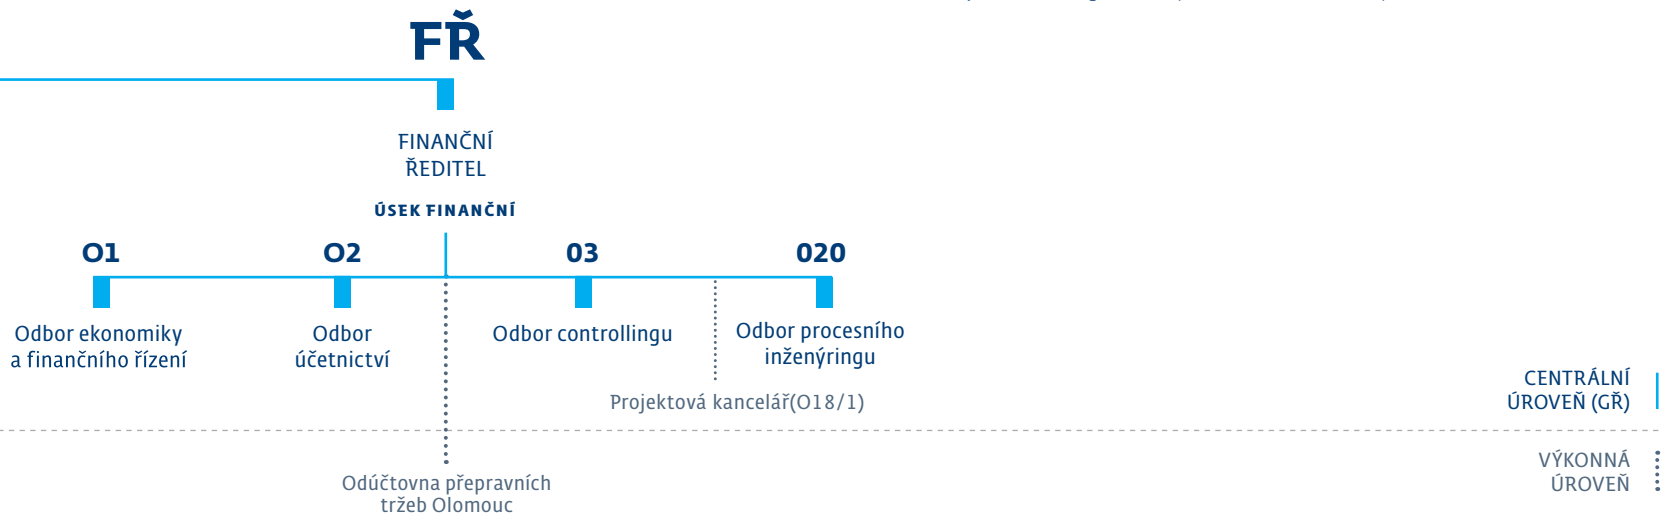 FŘ
FINANČNÍ
ŘEDITEL
ÚSEK FINANČNÍ
O1
O2
03
020
Odbor ekonomiky
a finančního řízení
Odbor
účetnictví
Odbor controllingu
Odbor procesního
inženýringu
Projektová kancelář(O18/1)
CENTRÁLNÍ
ÚROVEŇ (GŘ)
VÝKONNÁ
ÚROVEŇ
Odúčtovna přepravních
tržeb Olomouc